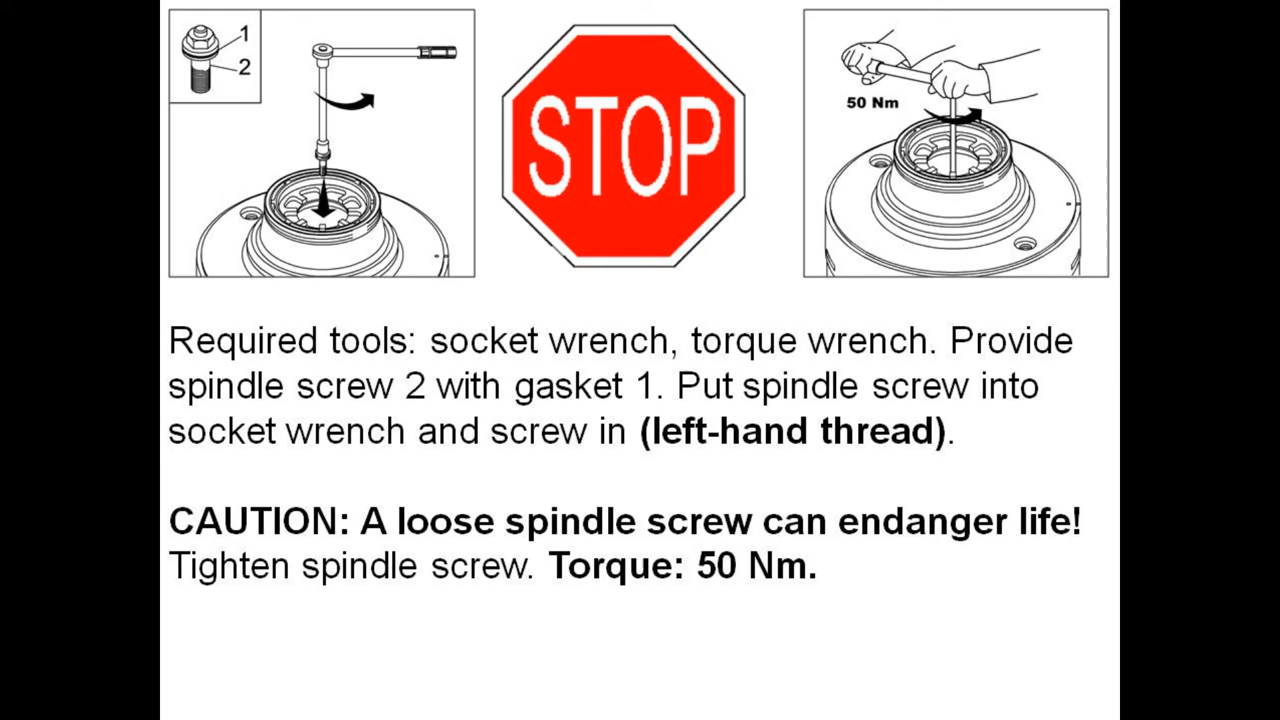 1
2
STOP
50 Nm
Required tools: socket wrench, torque wrench. Provide
spindle screw 2 with gasket 1. Put spindle screw into
socket wrench and screw in (left-hand thread).
CAUTION: A loose spindle screw can endanger life!
Tighten spindle screw. Torque: 50 Nm.